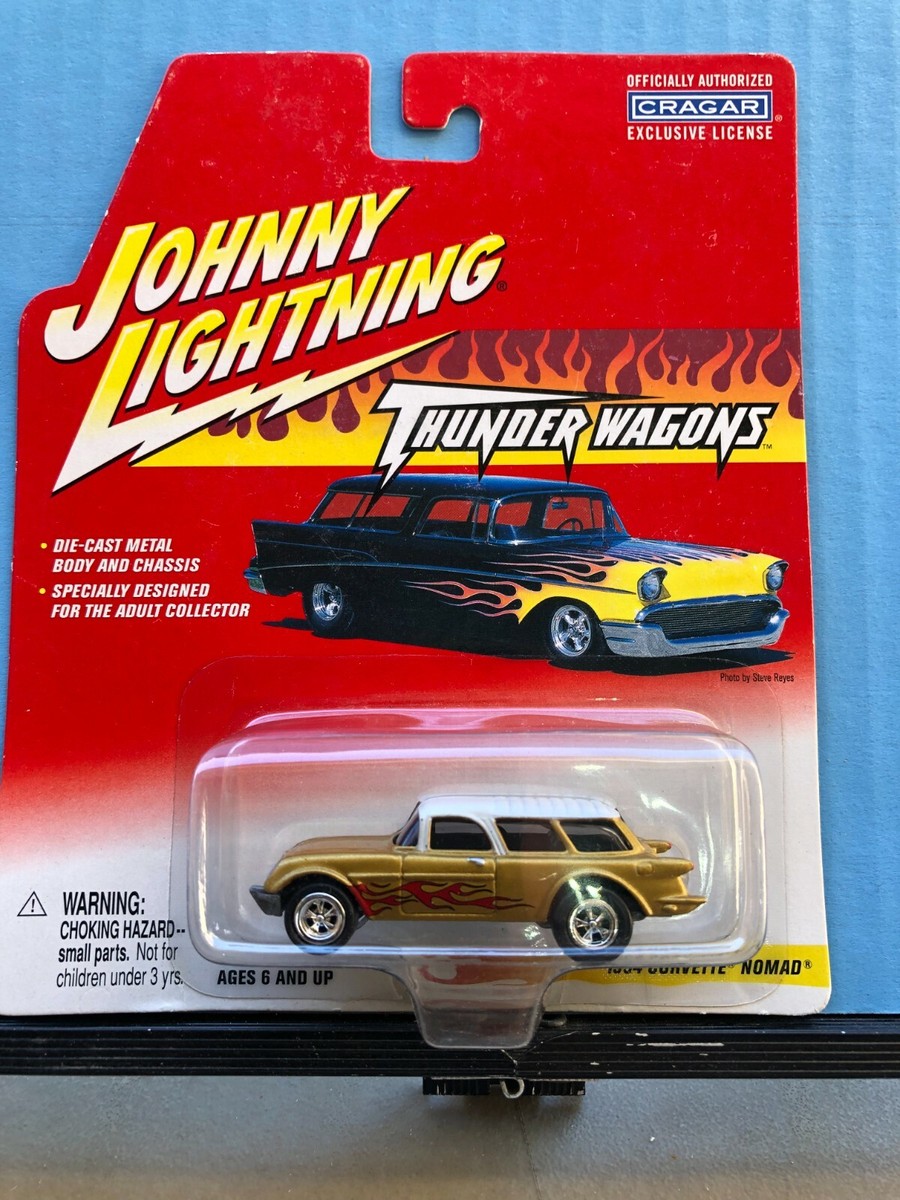 OFFICIALLY AUTHORIZED
CRAGAR®
EXCLUSIVE LICENSE
JOHNNY
LIGHTNING®
THUNDER WAGONS™
• DIE-CAST METAL
BODY AND CHASSIS
• SPECIALLY DESIGNED
FOR THE ADULT COLLECTOR
Photo by Steve Reyes
WARNING:
CHOKING HAZARD--
small parts. Not for
children under 3 yrs.
AGES 6 AND UP
1954 CORVETTE® NOMAD®